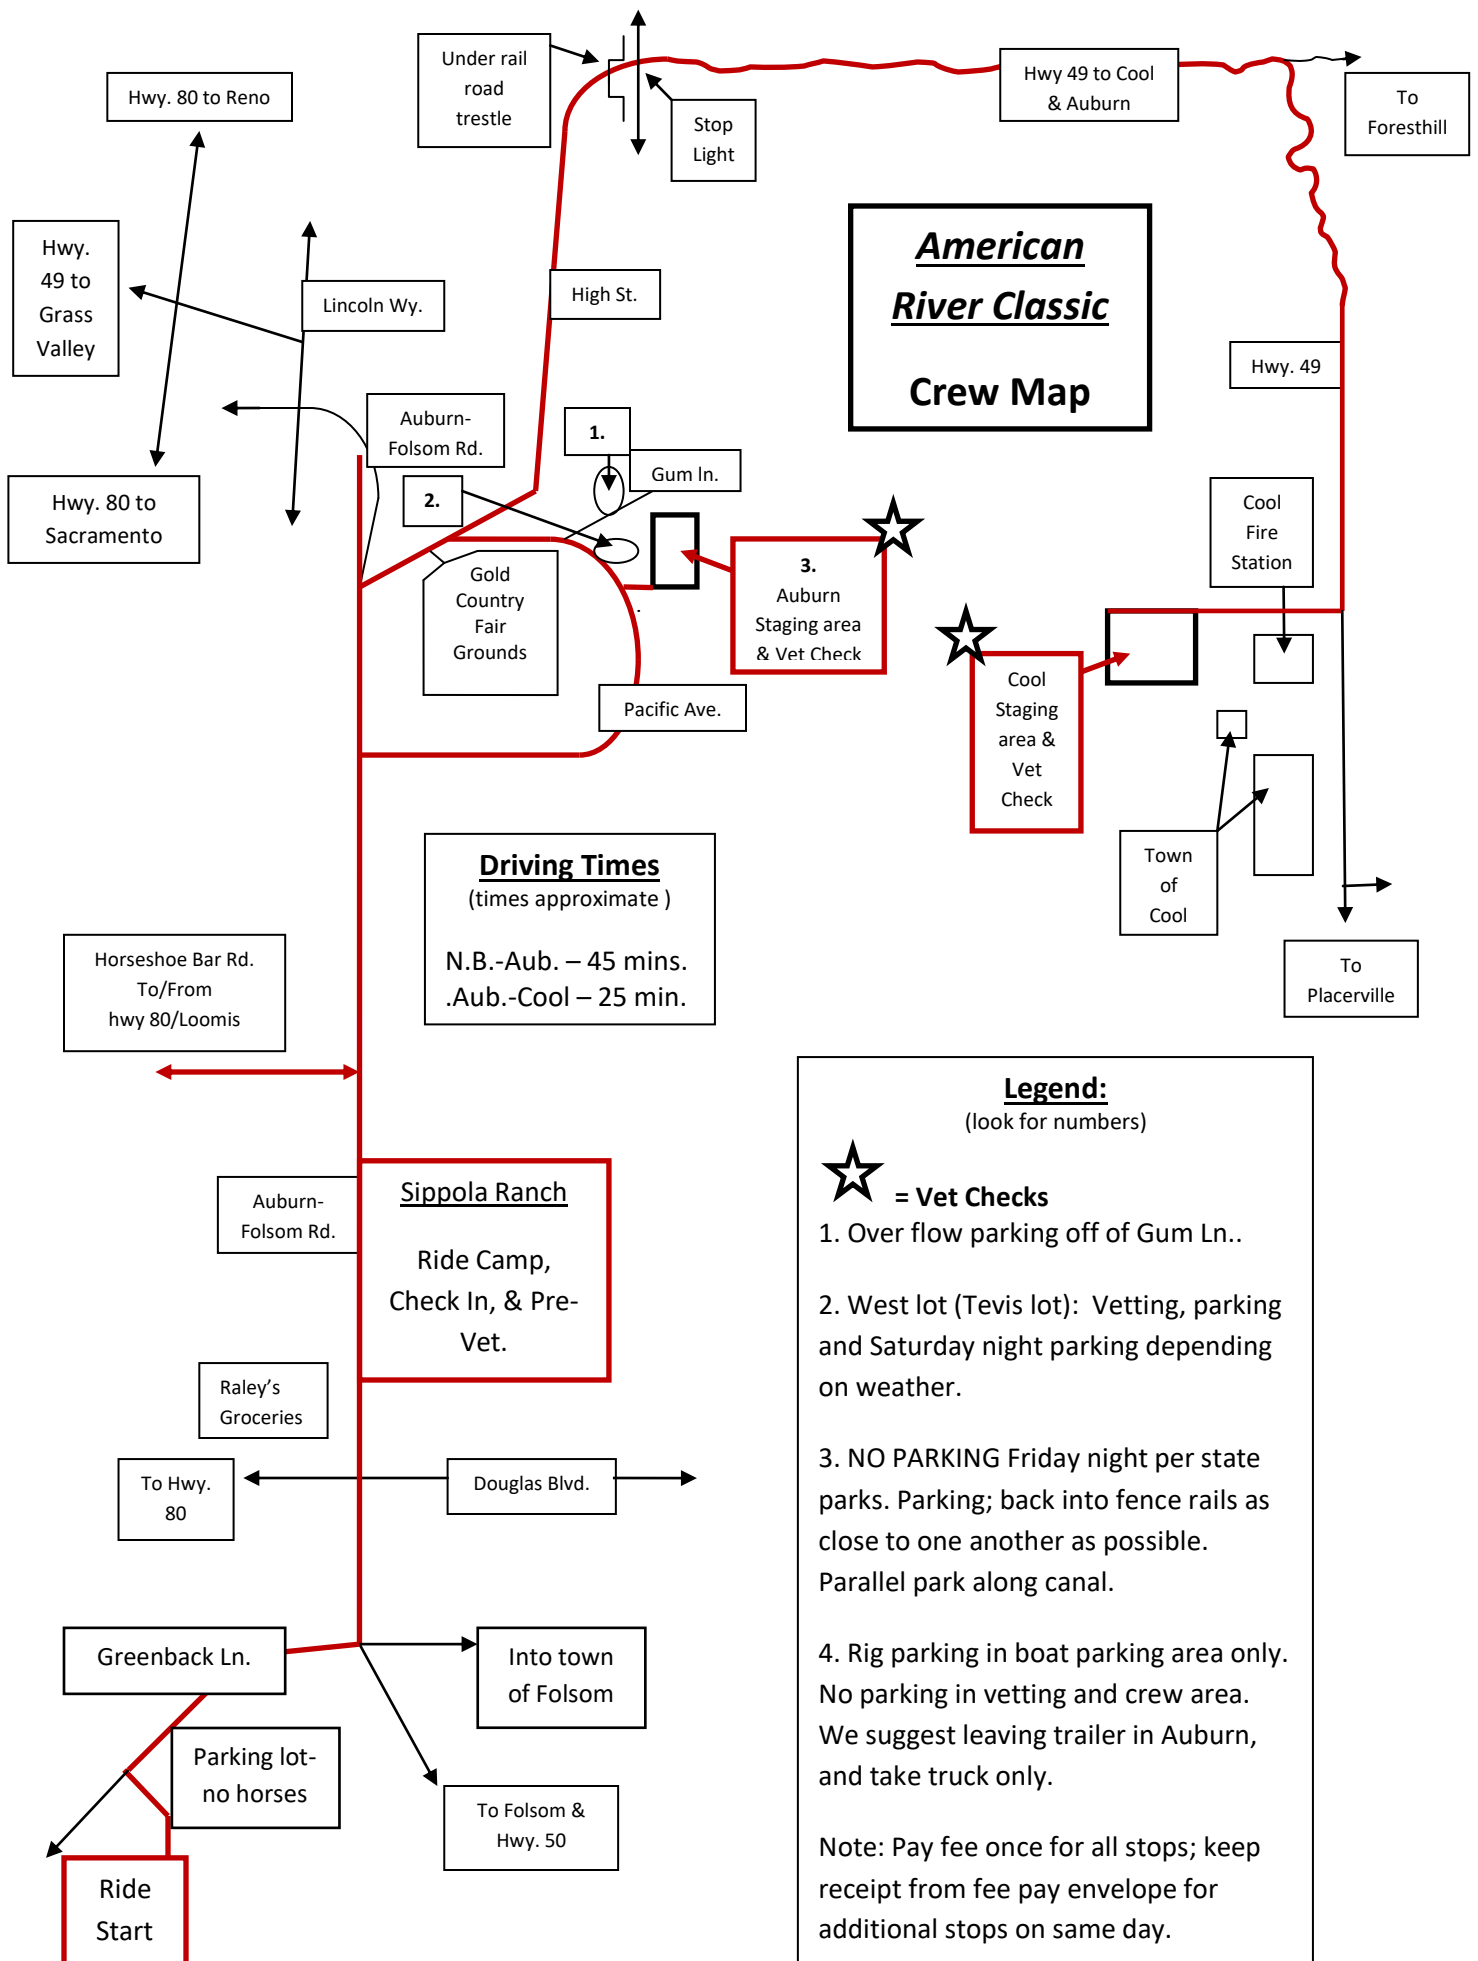 Under rail
road
trestle
Hwy. 80 to Reno
Stop
Light
Hwy 49 to Cool
& Auburn
To
Foresthill
Hwy.
49 to
Grass
Valley
Lincoln Wy.
High St.
American
River Classic
Crew Map
Hwy. 49
Auburn-
Folsom Rd.
1.
Gum ln.
2.
Hwy. 80 to
Sacramento
Cool
Fire
Station
Gold
Country
Fair
Grounds
.
3.
Auburn
Staging area
& Vet Check
Cool
Staging
area &
Vet
Check
Pacific Ave.
Town
of
Cool
Driving Times
(times approximate )
N.B.-Aub. – 45 mins.
.Aub.-Cool – 25 min.
Horseshoe Bar Rd.
To/From
hwy 80/Loomis
To
Placerville
Auburn-
Folsom Rd.
Sippola Ranch
Ride Camp,
Check In, & Pre-
Vet.
Raley’s
Groceries
To Hwy.
80
Douglas Blvd.
Greenback Ln.
Into town
of Folsom
Parking lot-
no horses
To Folsom &
Hwy. 50
Ride
Start
Legend:
(look for numbers)
= Vet Checks
1. Over flow parking off of Gum Ln..
2. West lot (Tevis lot): Vetting, parking
and Saturday night parking depending
on weather.
3. NO PARKING Friday night per state
parks. Parking; back into fence rails as
close to one another as possible.
Parallel park along canal.
4. Rig parking in boat parking area only.
No parking in vetting and crew area.
We suggest leaving trailer in Auburn,
and take truck only.
Note: Pay fee once for all stops; keep
receipt from fee pay envelope for
additional stops on same day.